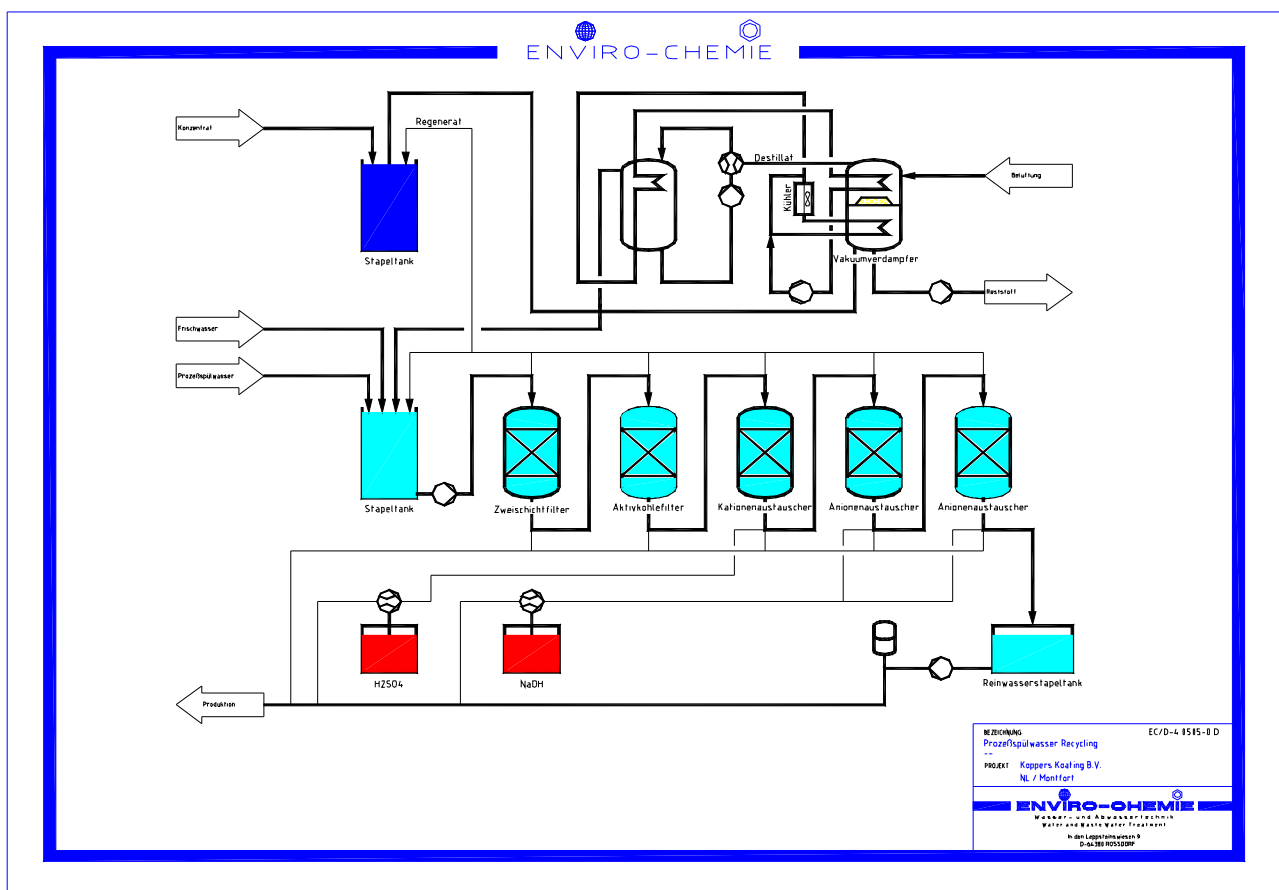 ENVIRO-CHEMIE
Konzentrat
Regenerat
Destillat
Kühler
Belüftung
Stapeltank
Vakuumverdampfer
Reststoff
Frischwasser
Prozeßspülwasser
Stapeltank
Zweischichtfilter
Aktivkohlefilter
Kationenaustauscher
Anionenaustauscher
Anionenaustauscher
H2SO4
NaOH
Reinwasserstapeltank
Produktion
BEZEICHNUNG
EC/D-4 0505-0 D
Prozeßspülwasser Recycling
--
PROJEKT Koppers Koating B.V.
NL / Montfort
ENVIRO-CHEMIE
Wasser- und Abwassertechnik
Water and Waste Water Treatment
In den Leppsteinswiesen 9
D-64380 ROSSDORF